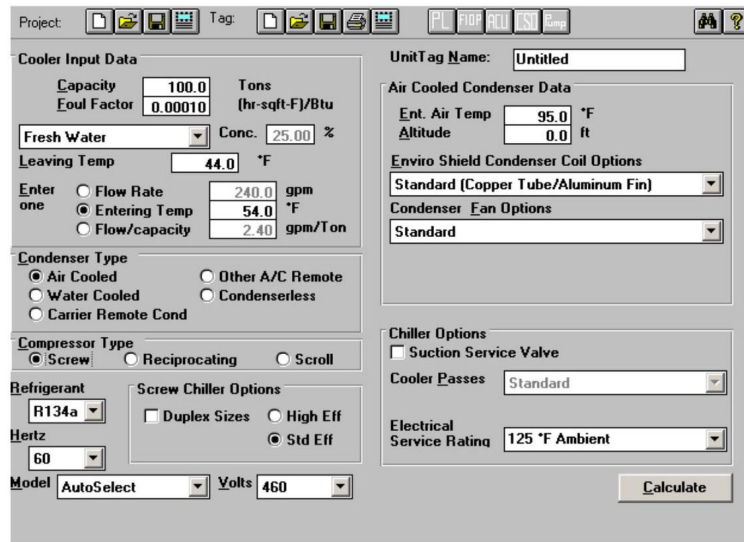 Project: Tag: PL FIOP ACU CSO Pump
Cooler Input Data
Capacity 100.0 Tons
Foul Factor 0.00010 (hr-sqft-F)/Btu
Fresh Water Conc. 25.00 %
Leaving Temp 44.0 °F
Enter one
Flow Rate 240.0 gpm
Entering Temp 54.0 °F
Flow/capacity 2.40 gpm/Ton
Condenser Type
Air Cooled Other A/C Remote
Water Cooled Condenserless
Carrier Remote Cond
Compressor Type
Screw Reciprocating Scroll
Refrigerant
R134a
Hertz
60
Screw Chiller Options
Duplex Sizes High Eff
Std Eff
Model AutoSelect Volts 460
UnitTag Name: Untitled
Air Cooled Condenser Data
Ent. Air Temp 95.0 °F
Altitude 0.0 ft
Enviro Shield Condenser Coil Options
Standard (Copper Tube/Aluminum Fin)
Condenser Fan Options
Standard
Chiller Options
Suction Service Valve
Cooler Passes Standard
Electrical
Service Rating 125 °F Ambient
Calculate